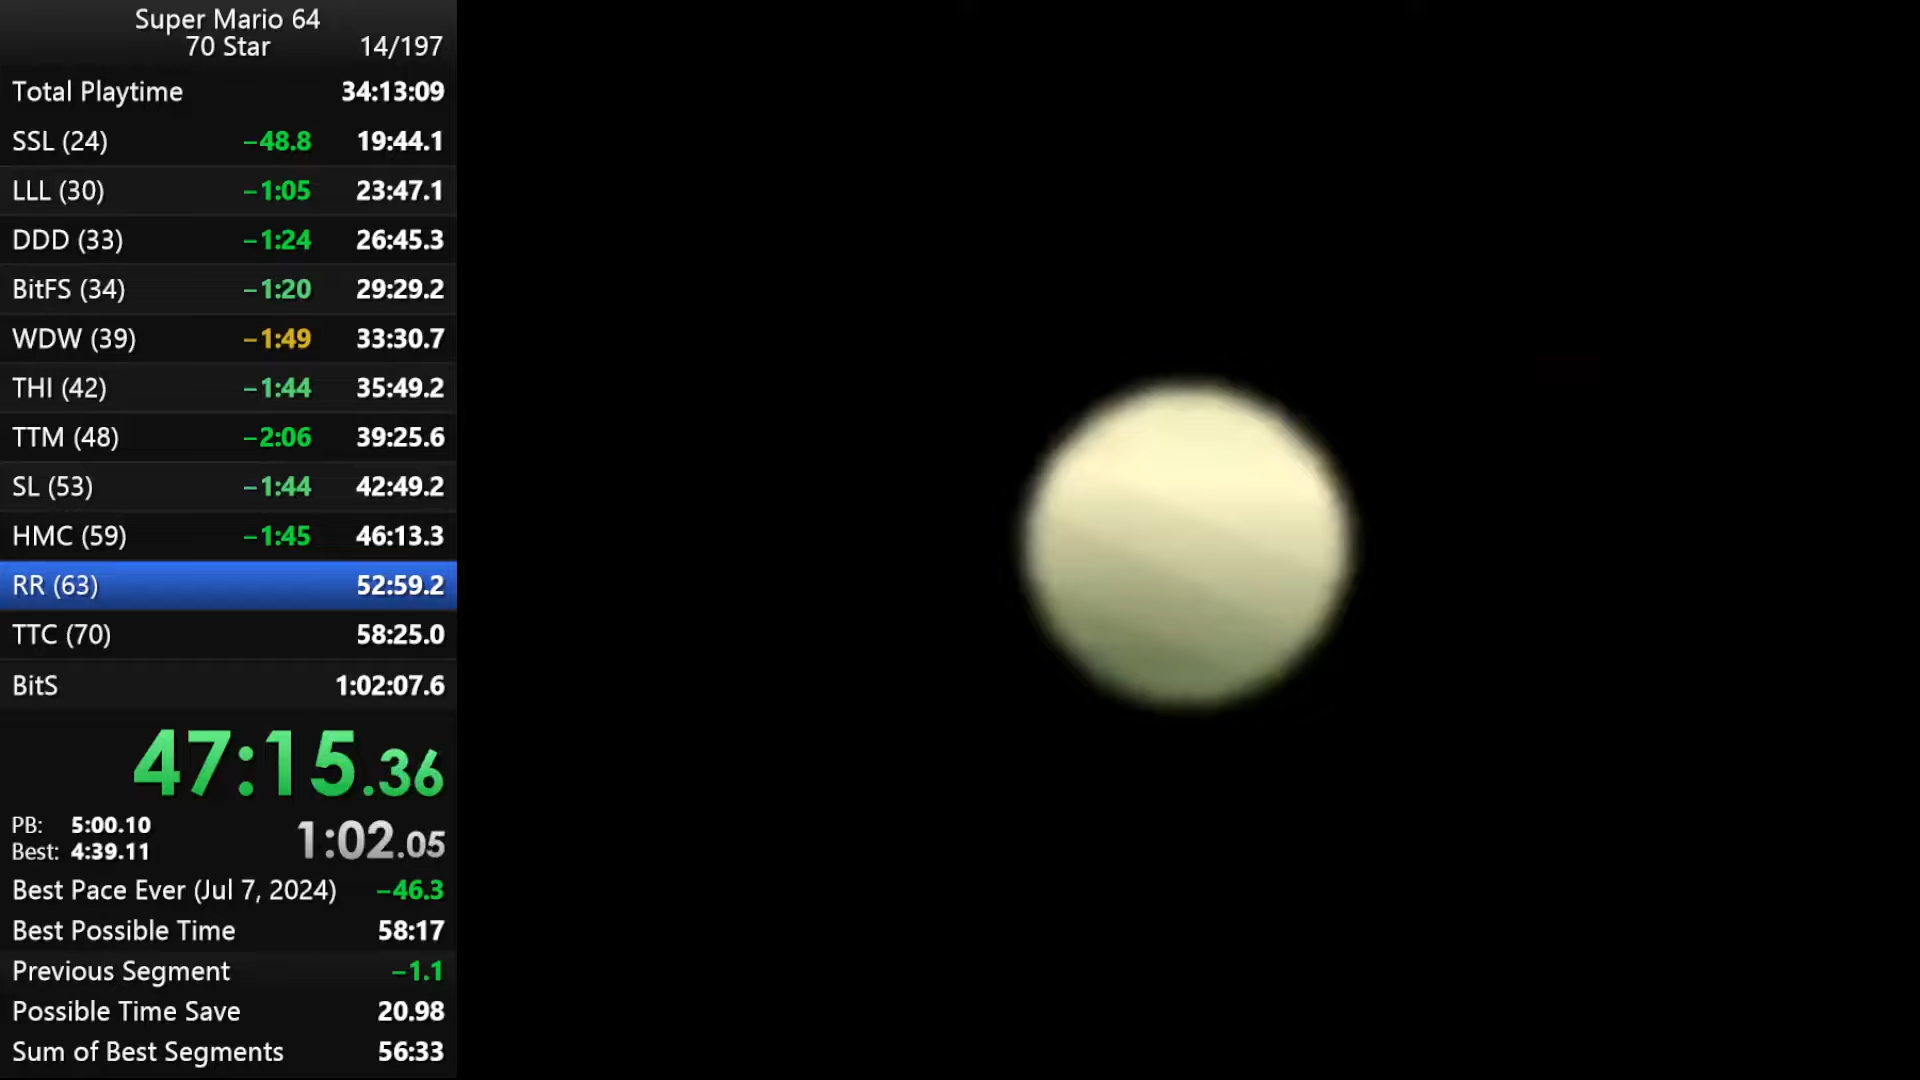 Super Mario 64
70 Star 14/197
Total Playtime 34:13:09
SSL (24) −48.8 19:44.1
LLL (30) −1:05 23:47.1
DDD (33) −1:24 26:45.3
BitFS (34) −1:20 29:29.2
WDW (39) −1:49 33:30.7
THI (42) −1:44 35:49.2
TTM (48) −2:06 39:25.6
SL (53) −1:44 42:49.2
HMC (59) −1:45 46:13.3
RR (63) 52:59.2
TTC (70) 58:25.0
BitS 1:02:07.6
47:15.36
PB: 5:00.10
Best: 4:39.11
1:02.05
Best Pace Ever (Jul 7, 2024) −46.3
Best Possible Time 58:17
Previous Segment −1.1
Possible Time Save 20.98
Sum of Best Segments 56:33